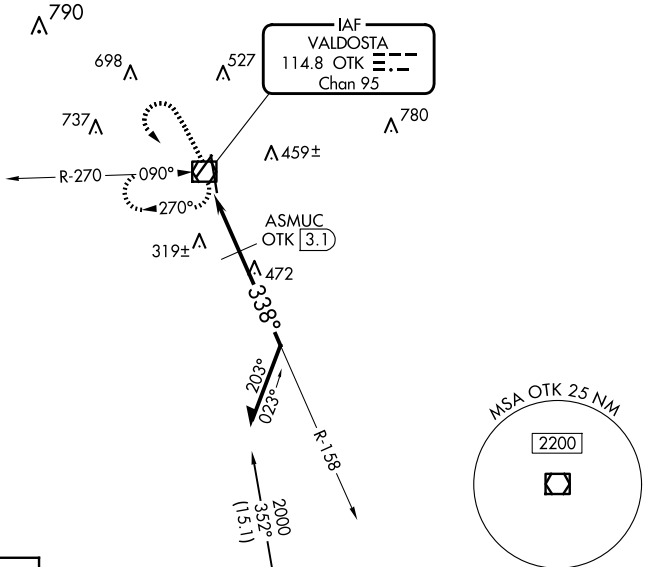 790
IAF
VALDOSTA
114.8 OTK
Chan 95
698
527
737
780
459±
R-270
090°
270°
ASMUC
OTK 3.1
319±
472
338°
203°
023°
R-158
MSA OTK 25 NM
2200
2000
352°
(15.1)